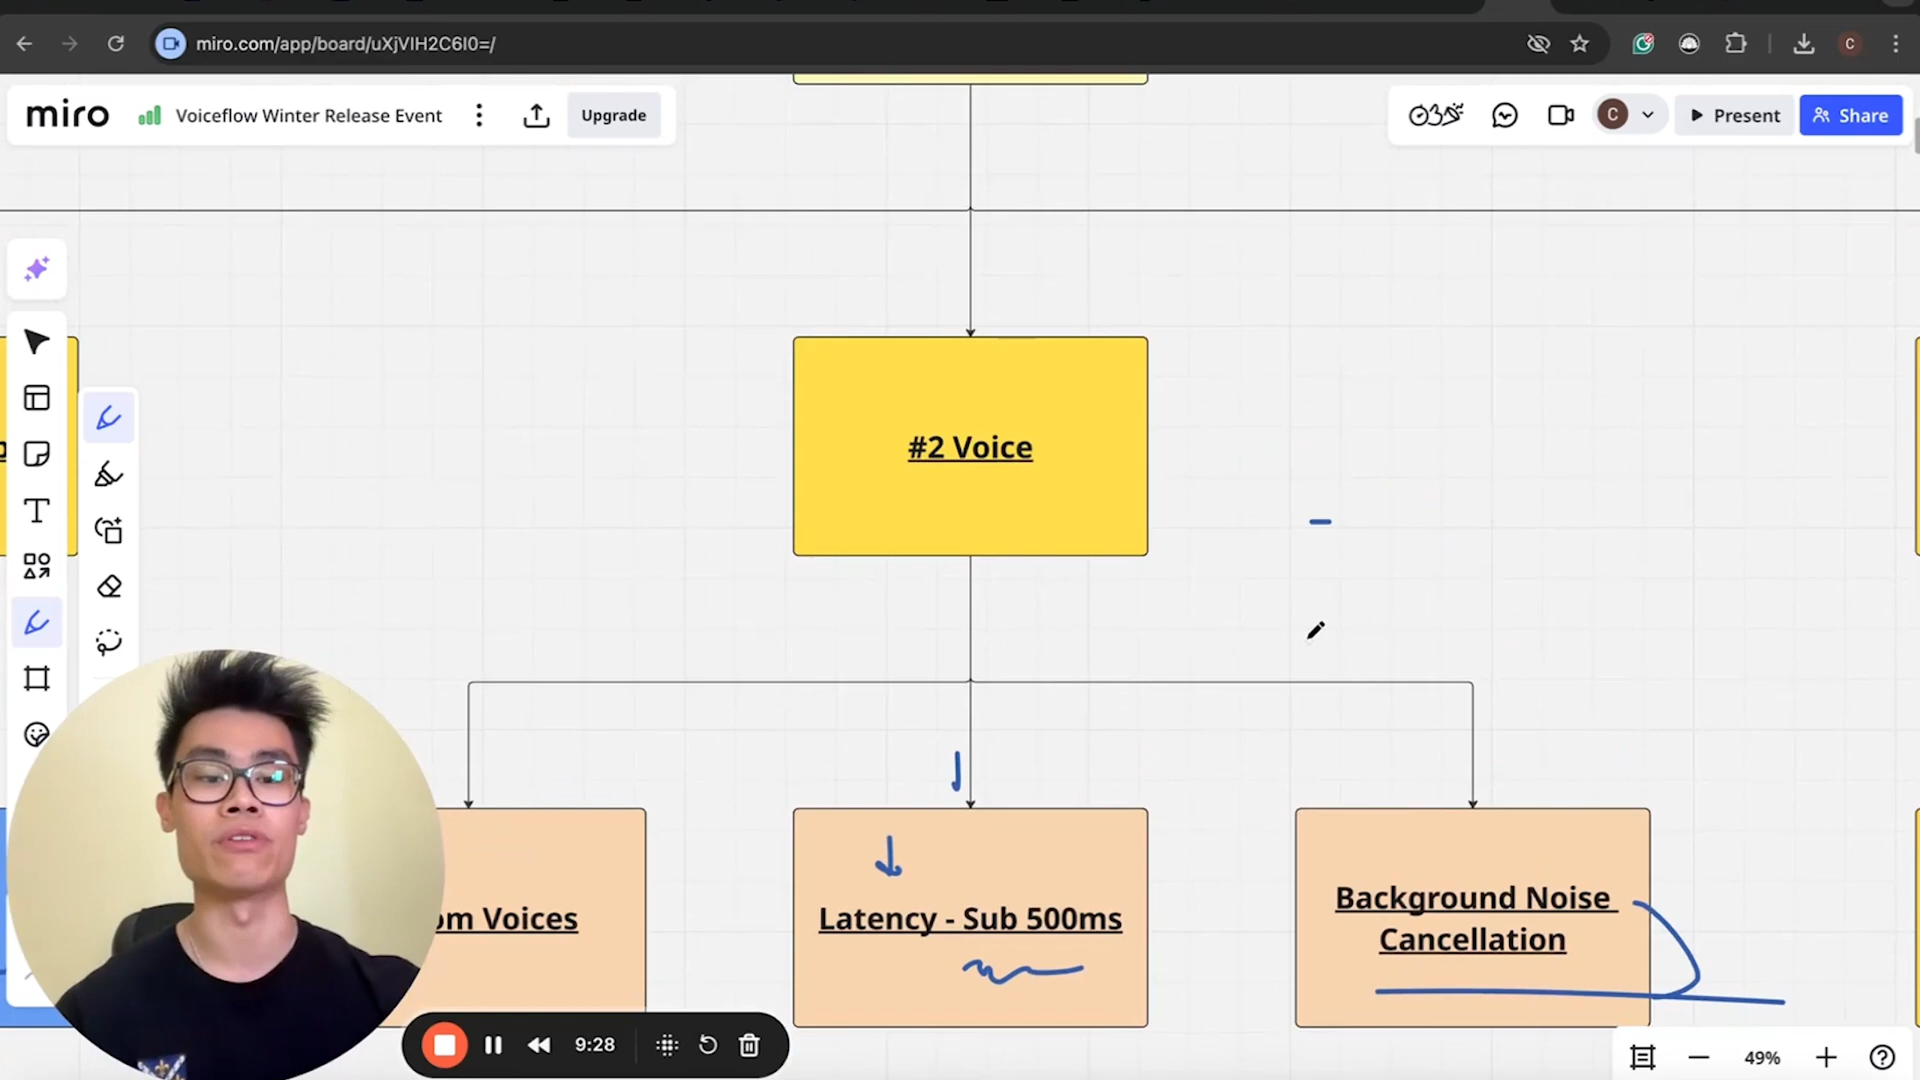 miro.com/app/board/uXjVIH2C6I0=/
C
miro
Voiceflow Winter Release Event
Upgrade
C
Present
Share
#2 Voice
om Voices
Latency - Sub 500ms
Background Noise
Cancellation
9:28
49%